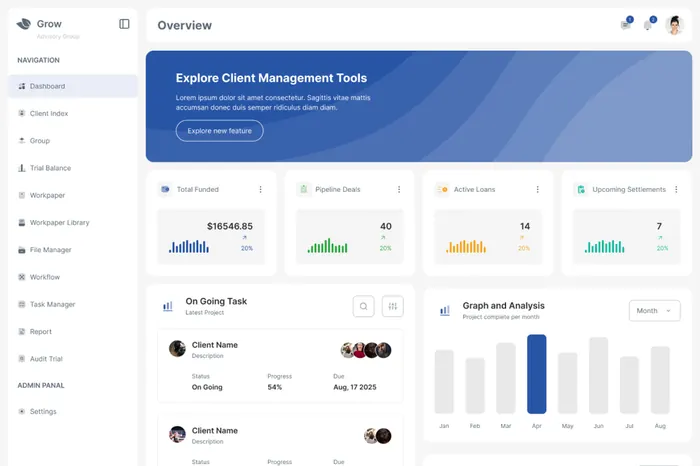 Grow
Advisory Group
NAVIGATION
Dashboard
Client Index
Group
Trial Balance
Workpaper
Workpaper Library
File Manager
Workflow
Task Manager
Report
Audit Trial
ADMIN PANAL
Settings
Overview
1
2
Explore Client Management Tools
Lorem ipsum dolor sit amet consectetur. Sagittis vitae mattis
accumsan donec duis semper ridiculus diam diam.
Explore new feature
Total Funded
$16546.85
20%
Pipeline Deals
40
20%
Active Loans
14
20%
Upcoming Settlements
7
20%
On Going Task
Latest Project
Client Name
Description
Status Progress Due
On Going 54% Aug, 17 2025
Client Name
Description
Status Progress Due
Graph and Analysis
Project complete per month
Month
Jan Feb Mar Apr May Jun Jul Aug